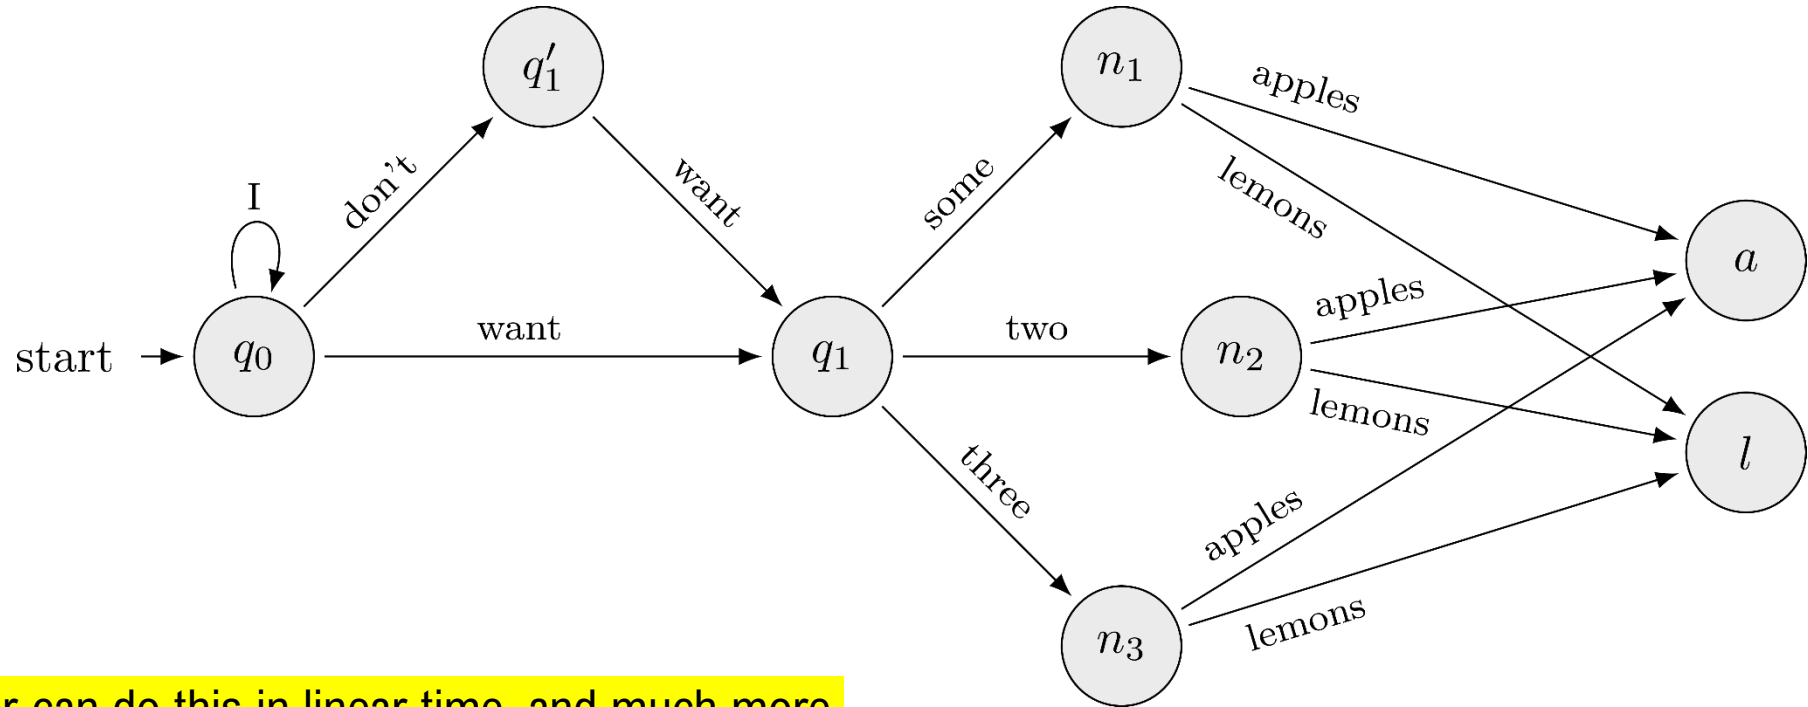 q′₁
n₁
apples
I
don't
want
some
lemons
a
start
q₀
want
q₁
two
n₂
apples
lemons
l
three
apples
n₃
lemons
can do this in linear time, and much more